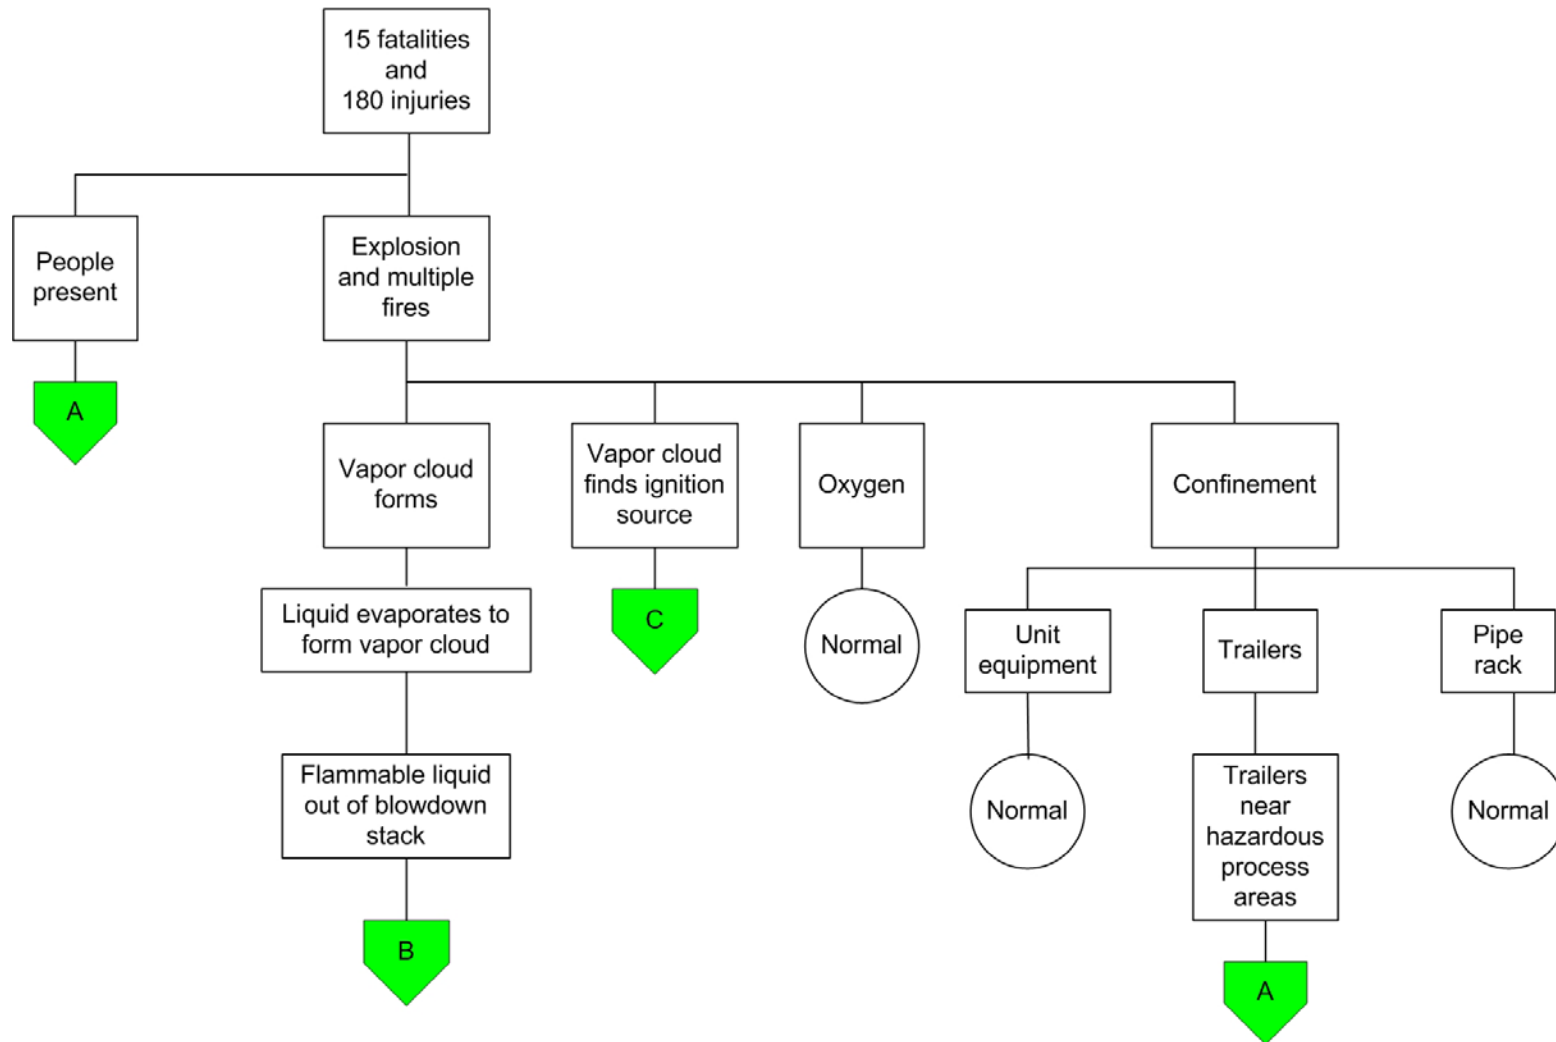 15 fatalities
and
180 injuries
People
present
Explosion
and multiple
fires
A
Vapor cloud
forms
Vapor cloud
finds ignition
source
Oxygen
Confinement
Liquid evaporates to
form vapor cloud
C
Normal
Unit
equipment
Trailers
Pipe
rack
Flammable liquid
out of blowdown
stack
Normal
Trailers
near
hazardous
process
areas
Normal
B
A